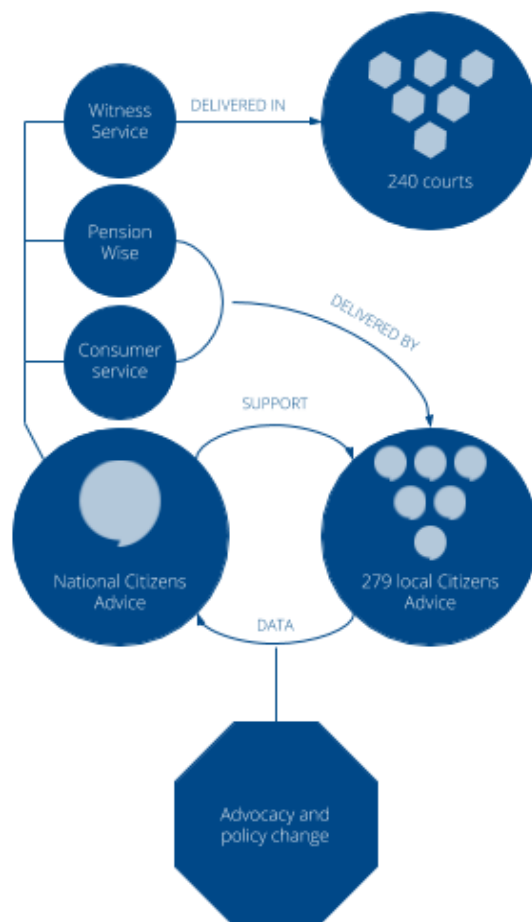 Witness
Service
DELIVERED IN
240 courts
Pension
Wise
Consumer
service
DELIVERED BY
SUPPORT
National Citizens
Advice
279 local Citizens
Advice
DATA
Advocacy and
policy change